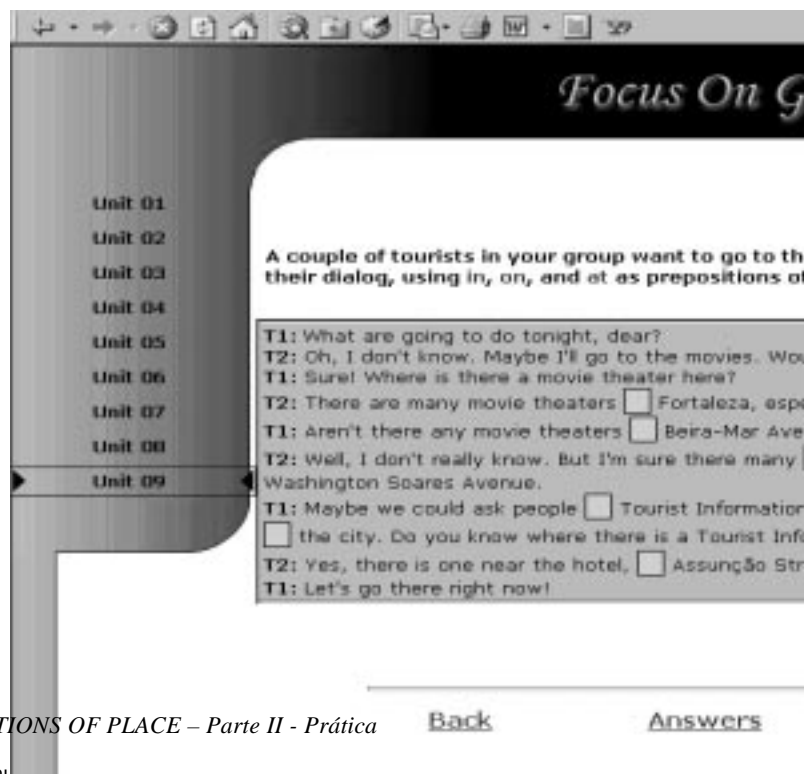 Focus On G
Unit 01
Unit 02
Unit 03
Unit 04
Unit 05
Unit 06
Unit 07
Unit 08
Unit 09
A couple of tourists in your group want to go to th
their dialog, using in, on, and at as prepositions of
T1: What are going to do tonight, dear?
T2: Oh, I don't know. Maybe I'll go to the movies. Wou
T1: Sure! Where is there a movie theater here?
T2: There are many movie theaters Fortaleza, espe
T1: Aren't there any movie theaters Beira-Mar Ave
T2: Well, I don't really know. But I'm sure there many
Washington Soares Avenue.
T1: Maybe we could ask people Tourist Information
the city. Do you know where there is a Tourist Info
T2: Yes, there is one near the hotel, Assunção Str
T1: Let's go there right now!
Back Answers
TIONS OF PLACE – Parte II - Prática